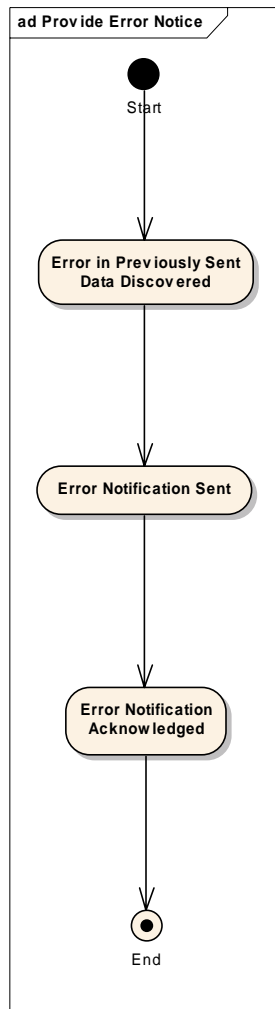 ad Provide Error Notice
Start
Error in Previously Sent
Data Discovered
Error Notification Sent
Error Notification
Acknowledged
End